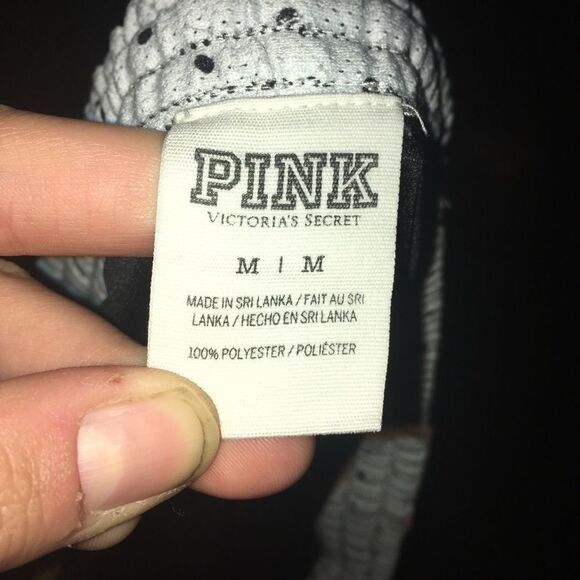 PINK
VICTORIA'S SECRET
M | M
MADE IN SRI LANKA / FAIT AU SRI
LANKA / HECHO EN SRI LANKA
100% POLYESTER / POLIÉSTER